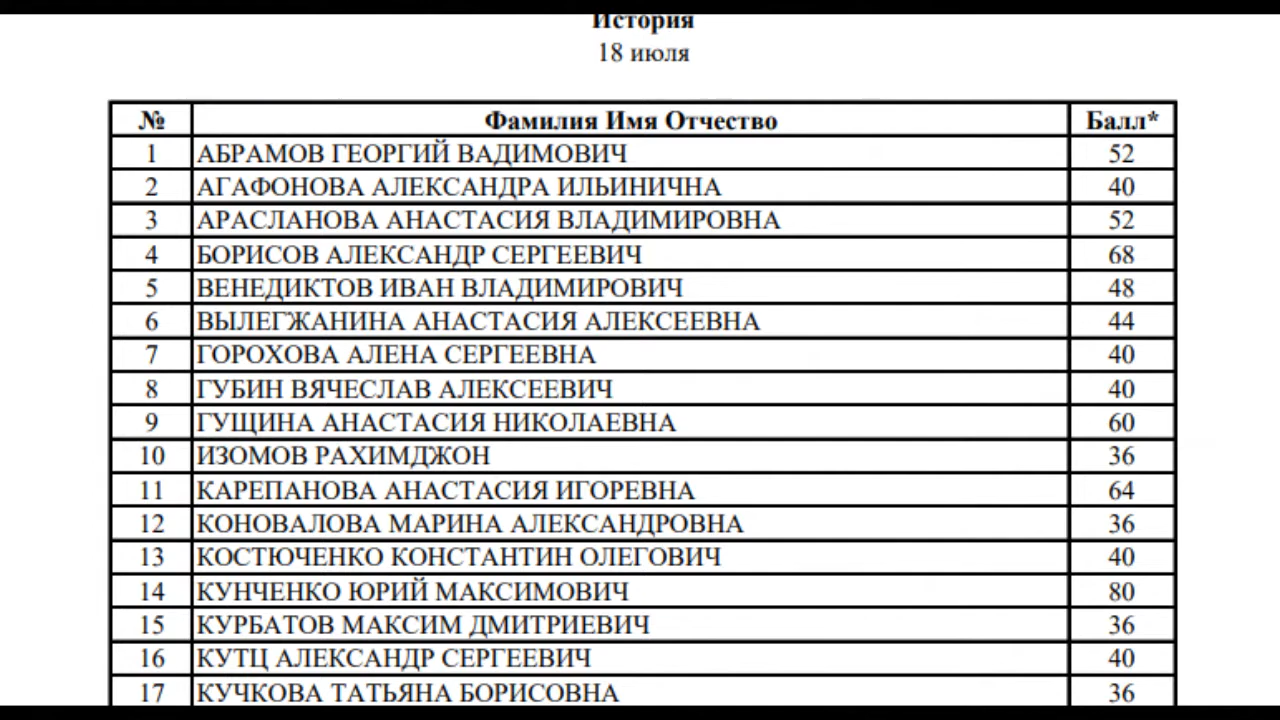 История
18 июля
№ Фамилия Имя Отчество Балл*
1 АБРАМОВ ГЕОРГИЙ ВАДИМОВИЧ 52
2 АГАФОНОВА АЛЕКСАНДРА ИЛЬИНИЧНА 40
3 АРАСЛАНОВА АНАСТАСИЯ ВЛАДИМИРОВНА 52
4 БОРИСОВ АЛЕКСАНДР СЕРГЕЕВИЧ 68
5 ВЕНЕДИКТОВ ИВАН ВЛАДИМИРОВИЧ 48
6 ВЫЛЕГЖАНИНА АНАСТАСИЯ АЛЕКСЕЕВНА 44
7 ГОРОХОВА АЛЕНА СЕРГЕЕВНА 40
8 ГУБИН ВЯЧЕСЛАВ АЛЕКСЕЕВИЧ 40
9 ГУЩИНА АНАСТАСИЯ НИКОЛАЕВНА 60
10 ИЗОМОВ РАХИМДЖОН 36
11 КАРЕПАНОВА АНАСТАСИЯ ИГОРЕВНА 64
12 КОНОВАЛОВА МАРИНА АЛЕКСАНДРОВНА 36
13 КОСТЮЧЕНКО КОНСТАНТИН ОЛЕГОВИЧ 40
14 КУНЧЕНКО ЮРИЙ МАКСИМОВИЧ 80
15 КУРБАТОВ МАКСИМ ДМИТРИЕВИЧ 36
16 КУТЦ АЛЕКСАНДР СЕРГЕЕВИЧ 40
17 КУЧКОВА ТАТЬЯНА БОРИСОВНА 36